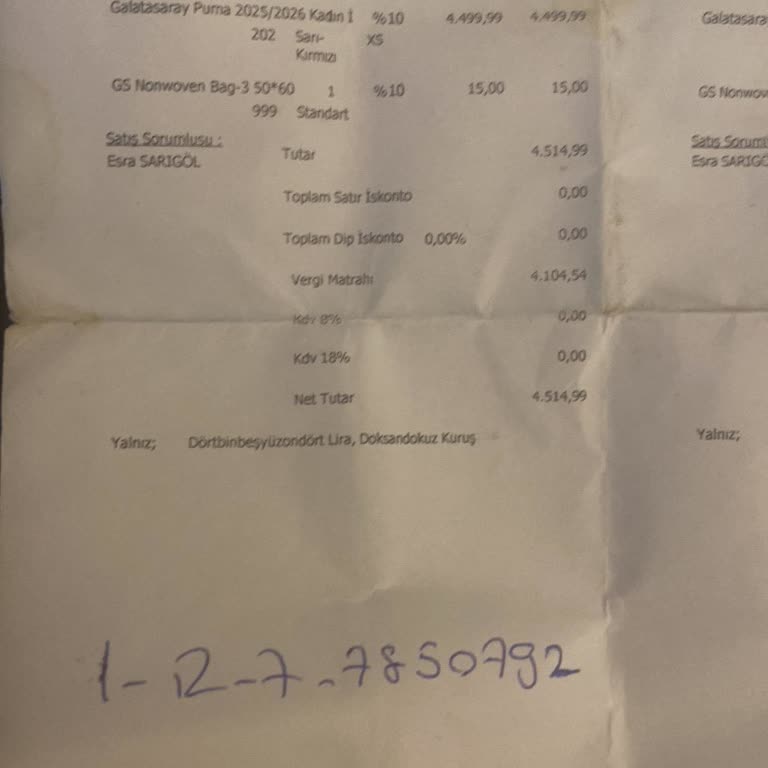 Galatasaray Puma 2025/2026 Kadın İ %10 4.499,99 4.499,99
202 Sarı- XS
Kırmızı
GS Nonwoven Bag-3 50*60 1 %10 15,00 15,00
999 Standart
Satış Sorumlusu :
Esra SARIGÖL
Tutar 4.514,99
Toplam Satır İskonto 0,00
Toplam Dip İskonto 0,00% 0,00
Vergi Matrahı 4.104,54
Kdv 8% 0,00
Kdv 18% 0,00
Net Tutar 4.514,99
Yalnız; Dörtbinbeşyüzondört Lira, Doksandokuz Kuruş
1-12-7-7850792
Galatasara
GS Nonwov
Satış Soruml
Esra SARIGÖ
Yalnız;